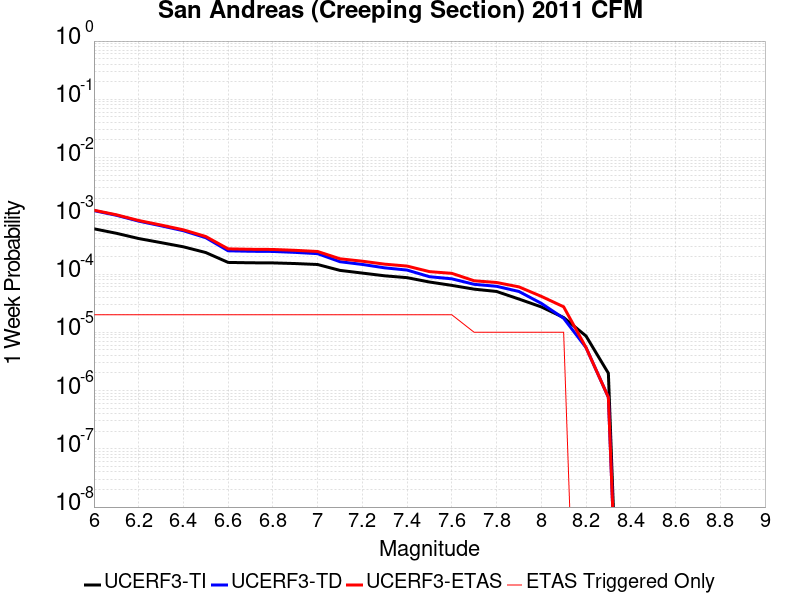 San Andreas (Creeping Section) 2011 CFM
10^0
10^-1
10^-2
10^-3
10^-4
10^-5
10^-6
10^-7
10^-8
1 Week Probability
6 6.2 6.4 6.6 6.8 7 7.2 7.4 7.6 7.8 8 8.2 8.4 8.6 8.8 9
Magnitude
UCERF3-TI UCERF3-TD UCERF3-ETAS ETAS Triggered Only